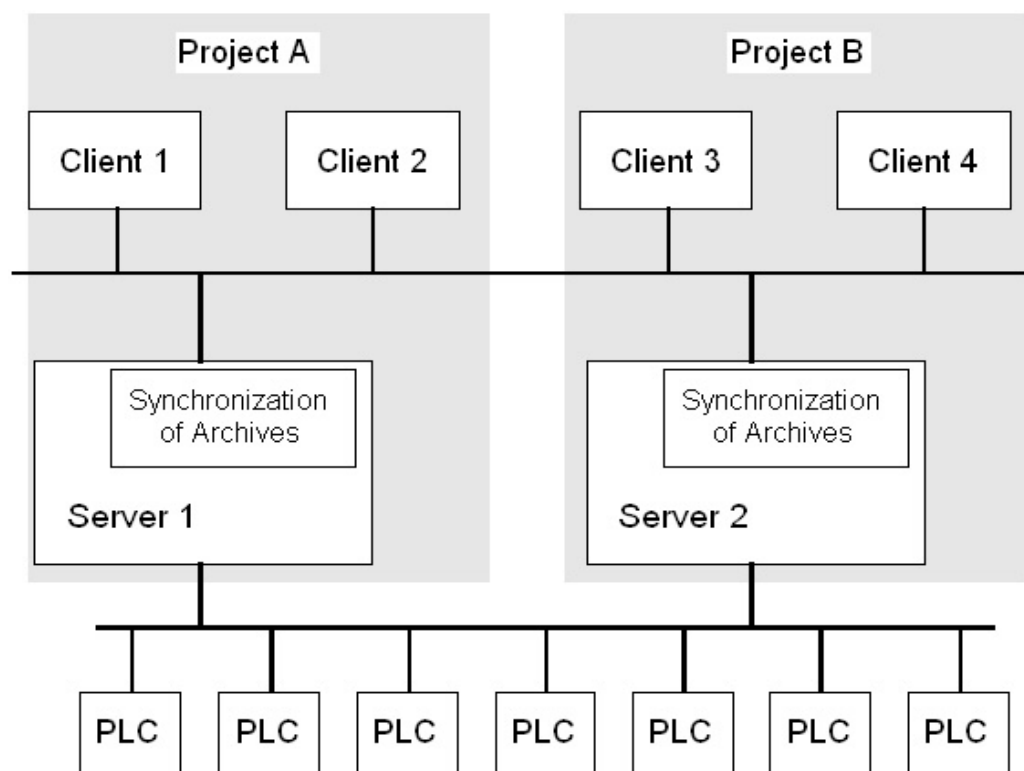 Project A
Project B
Client 1
Client 2
Client 3
Client 4
Synchronization
of Archives
Server 1
Synchronization
of Archives
Server 2
PLC
PLC
PLC
PLC
PLC
PLC
PLC